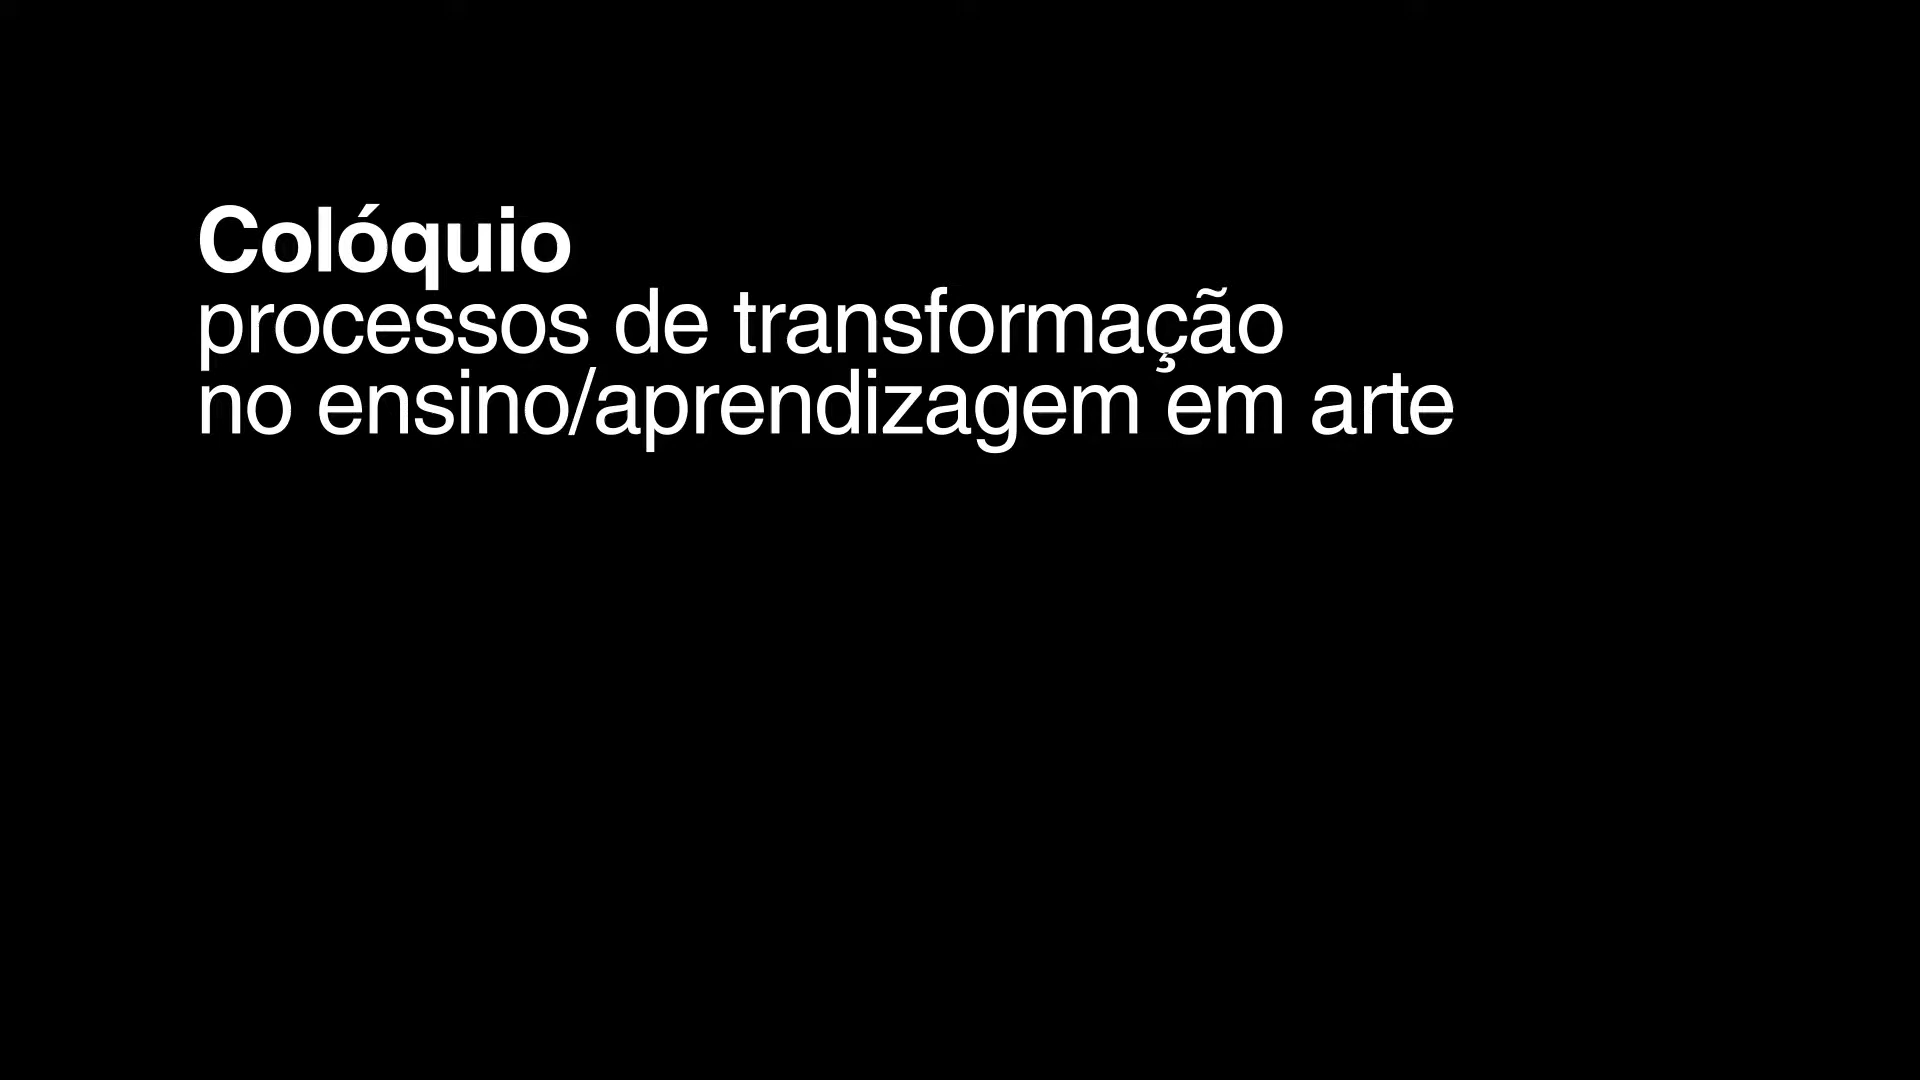 Colóquio
processos de transformação
no ensino/aprendizagem em arte